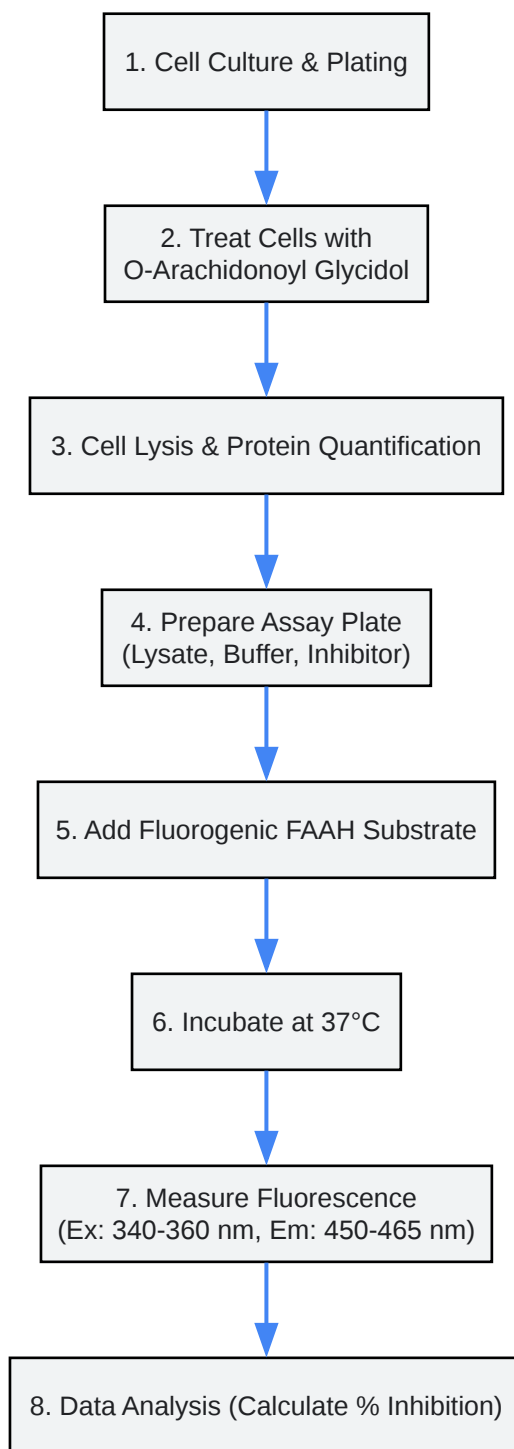 1. Cell Culture & Plating
2. Treat Cells with
O-Arachidonoyl Glycidol
3. Cell Lysis & Protein Quantification
4. Prepare Assay Plate
(Lysate, Buffer, Inhibitor)
5. Add Fluorogenic FAAH Substrate
6. Incubate at 37°C
7. Measure Fluorescence
(Ex: 340-360 nm, Em: 450-465 nm)
8. Data Analysis (Calculate % Inhibition)